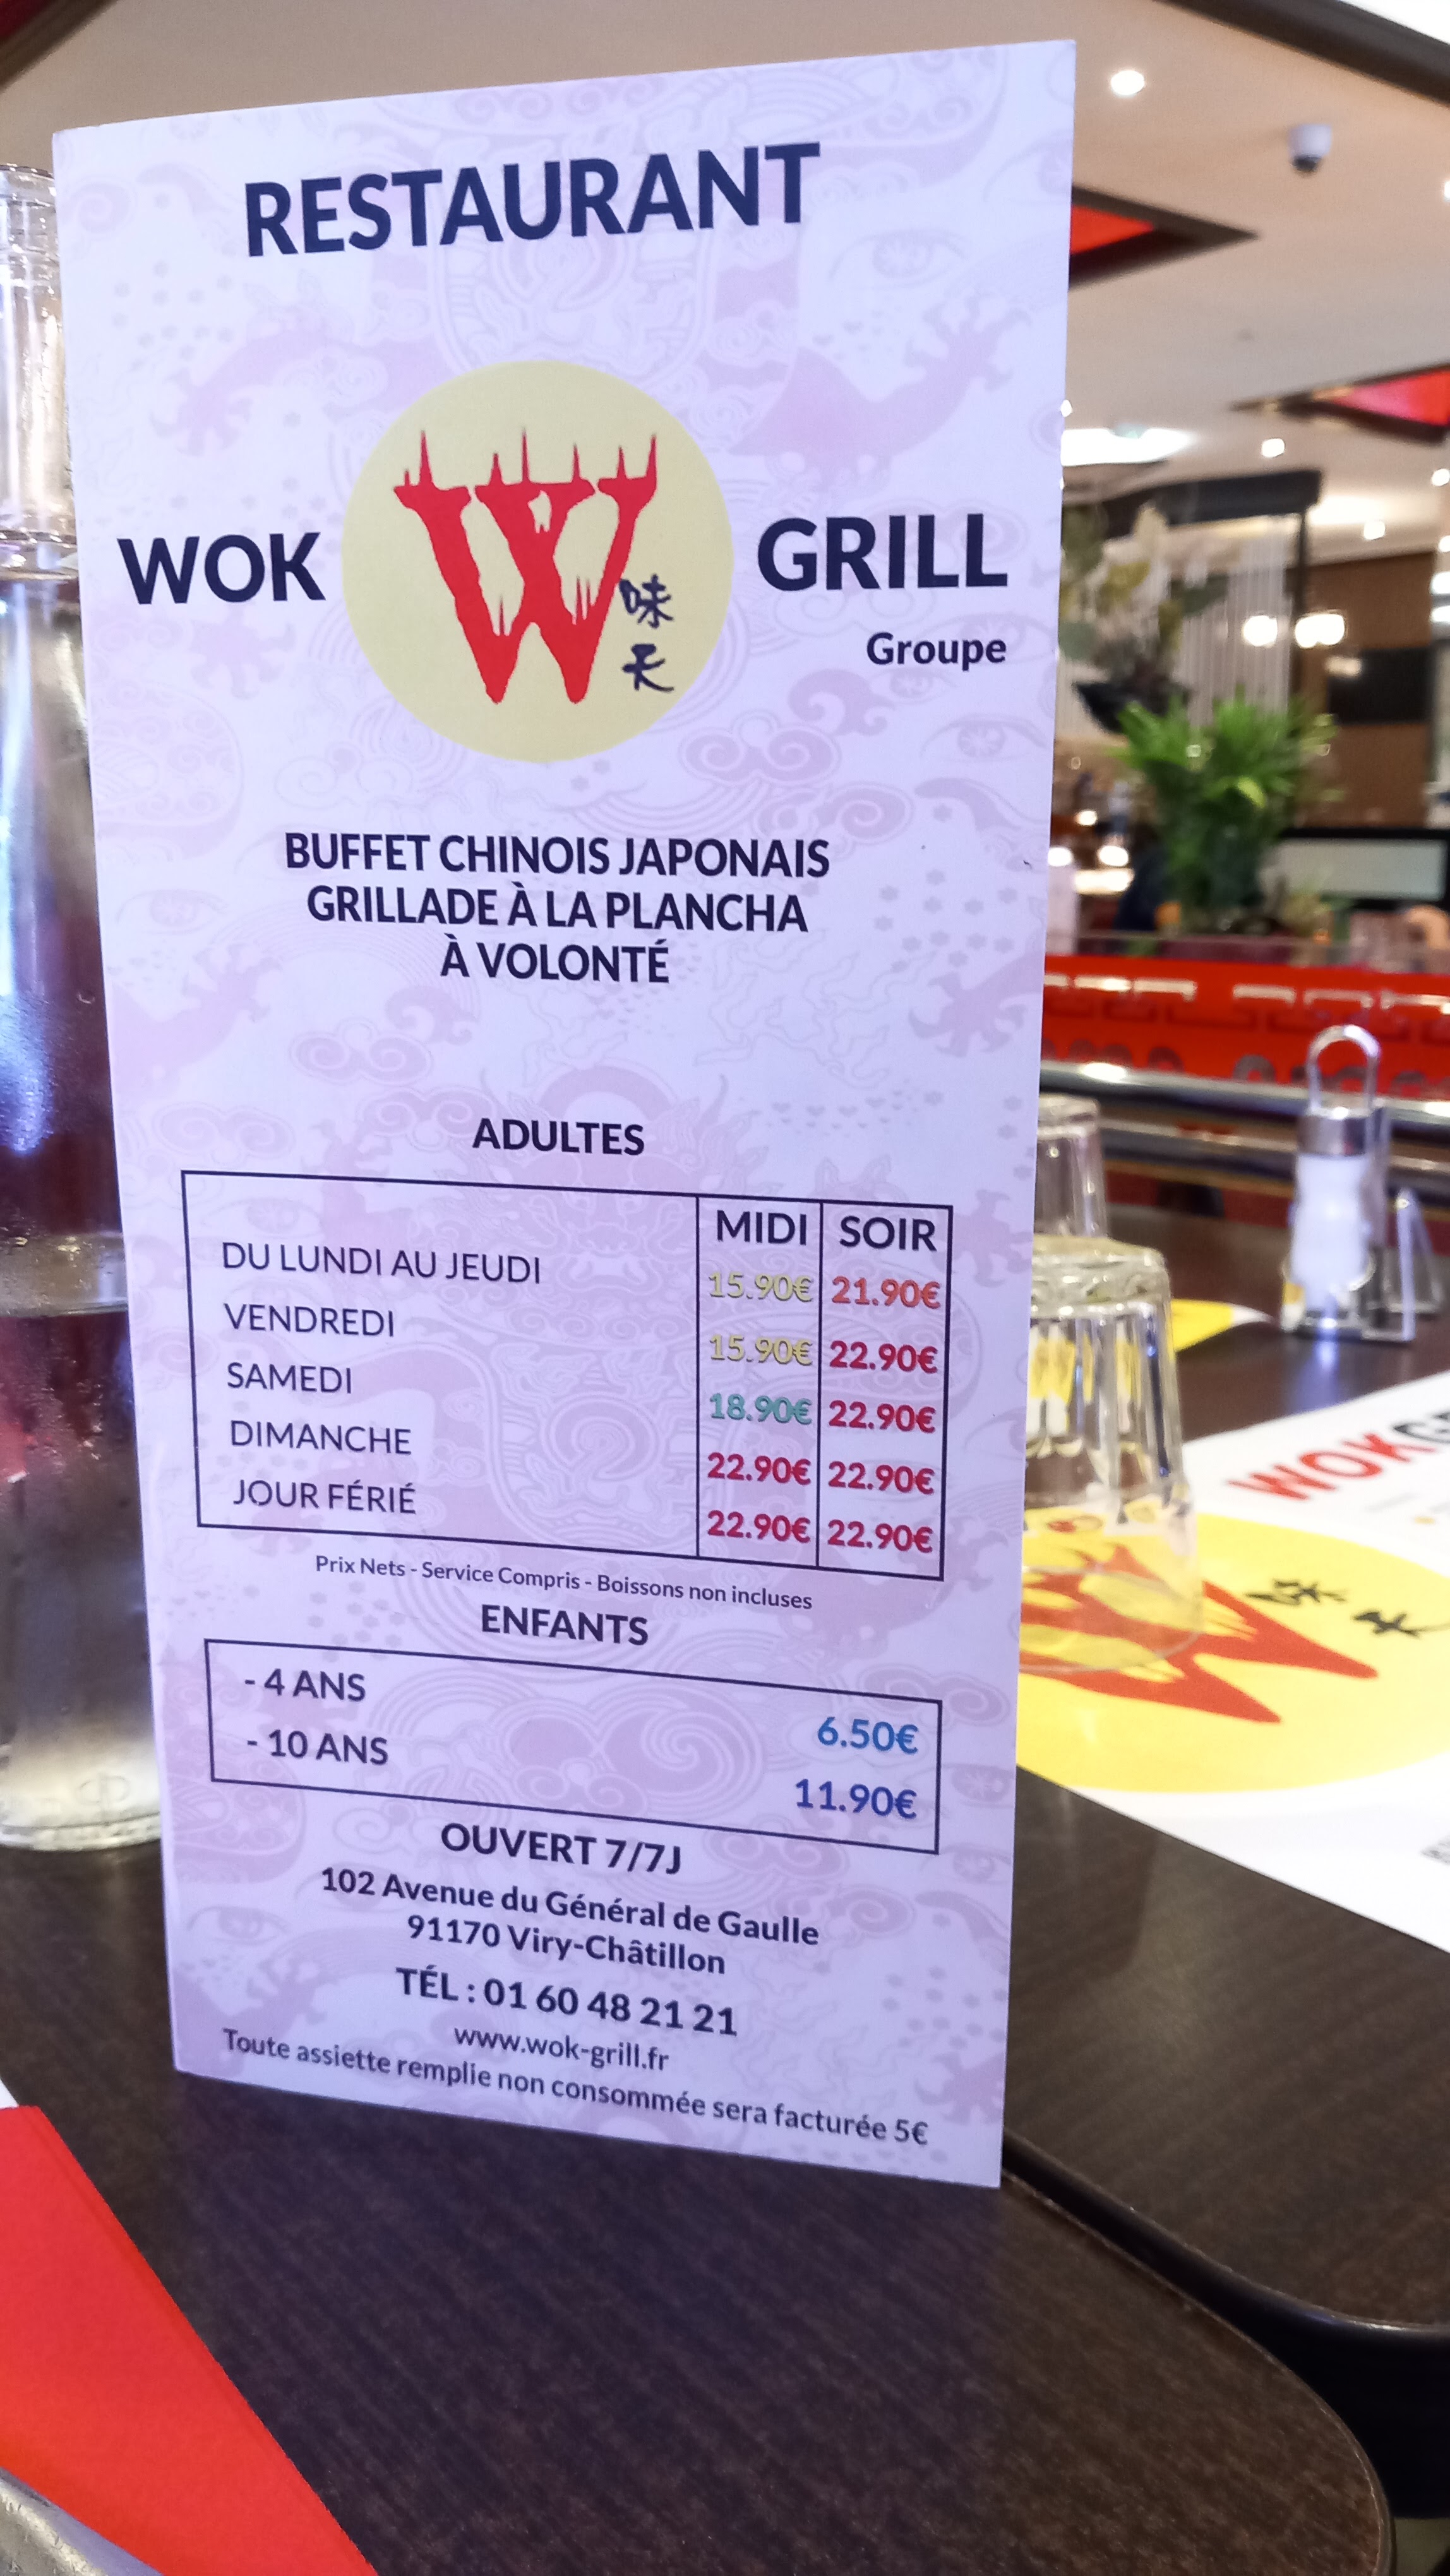 RESTAURANT
WOK W GRILL
味
天
Groupe
BUFFET CHINOIS JAPONAIS
GRILLADE À LA PLANCHA
À VOLONTÉ
ADULTES
MIDI SOIR
DU LUNDI AU JEUDI 15.90€ 21.90€
VENDREDI 15.90€ 22.90€
SAMEDI 18.90€ 22.90€
DIMANCHE 22.90€ 22.90€
JOUR FÉRIÉ 22.90€ 22.90€
Prix Nets - Service Compris - Boissons non incluses
ENFANTS
- 4 ANS 6.50€
- 10 ANS 11.90€
OUVERT 7/7J
102 Avenue du Général de Gaulle
91170 Viry-Châtillon
TÉL : 01 60 48 21 21
www.wok-grill.fr
Toute assiette remplie non consommée sera facturée 5€
WOKG
W
味
天